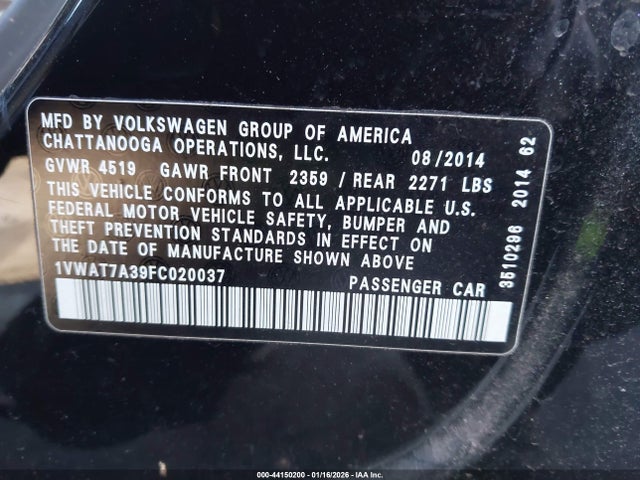 MFD BY VOLKSWAGEN GROUP OF AMERICA
CHATTANOOGA OPERATIONS, LLC. 08/2014
GVWR 4519 GAWR FRONT 2359 / REAR 2271 LBS
THIS VEHICLE CONFORMS TO ALL APPLICABLE U.S.
FEDERAL MOTOR VEHICLE SAFETY, BUMPER AND
THEFT PREVENTION STANDARDS IN EFFECT ON
THE DATE OF MANUFACTURE SHOWN ABOVE
1VWAT7A39FC020037 PASSENGER CAR
3510296 2014 62
000-44150200 - 01/16/2026 - IAA Inc.